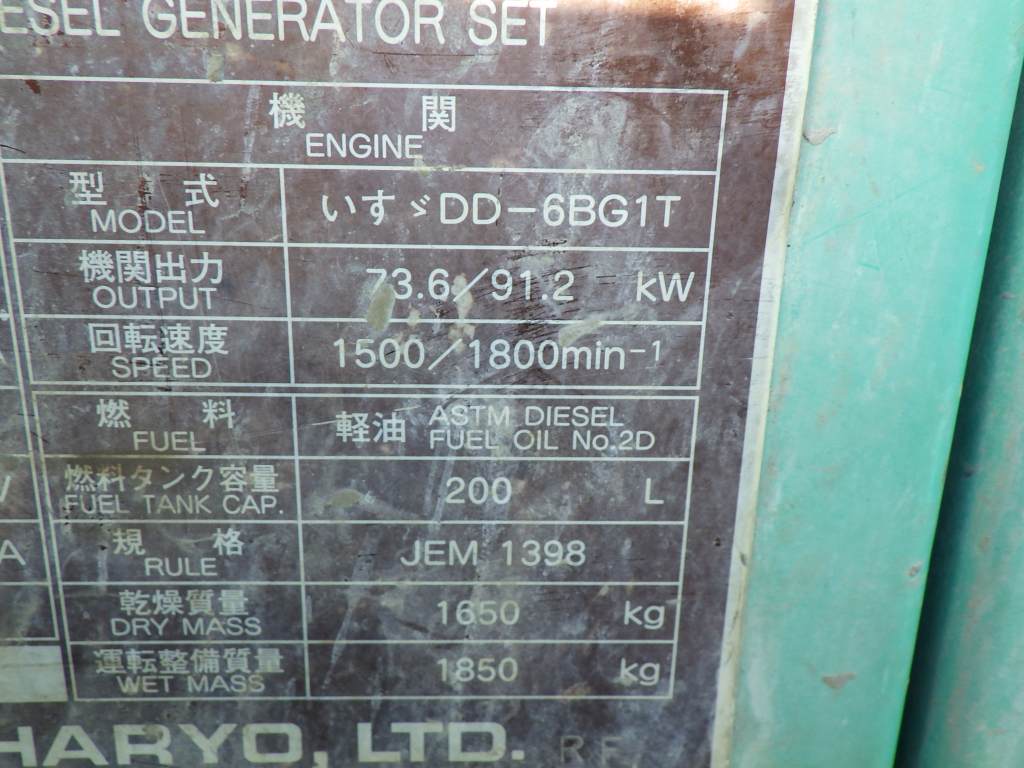 ESEL GENERATOR SET
機 関
ENGINE
型 式
MODEL
いすゞDD-6BG1T
機関出力
OUTPUT
73.6/91.2 kW
回転速度
SPEED
1500/1800min⁻¹
燃 料
FUEL
軽油 ASTM DIESEL
FUEL OIL No.2D
燃料タンク容量
FUEL TANK CAP.
200 L
規 格
RULE
JEM 1398
A
乾燥質量
DRY MASS
1650 kg
運転整備質量
WET MASS
1850 kg
HARYO, LTD. RF